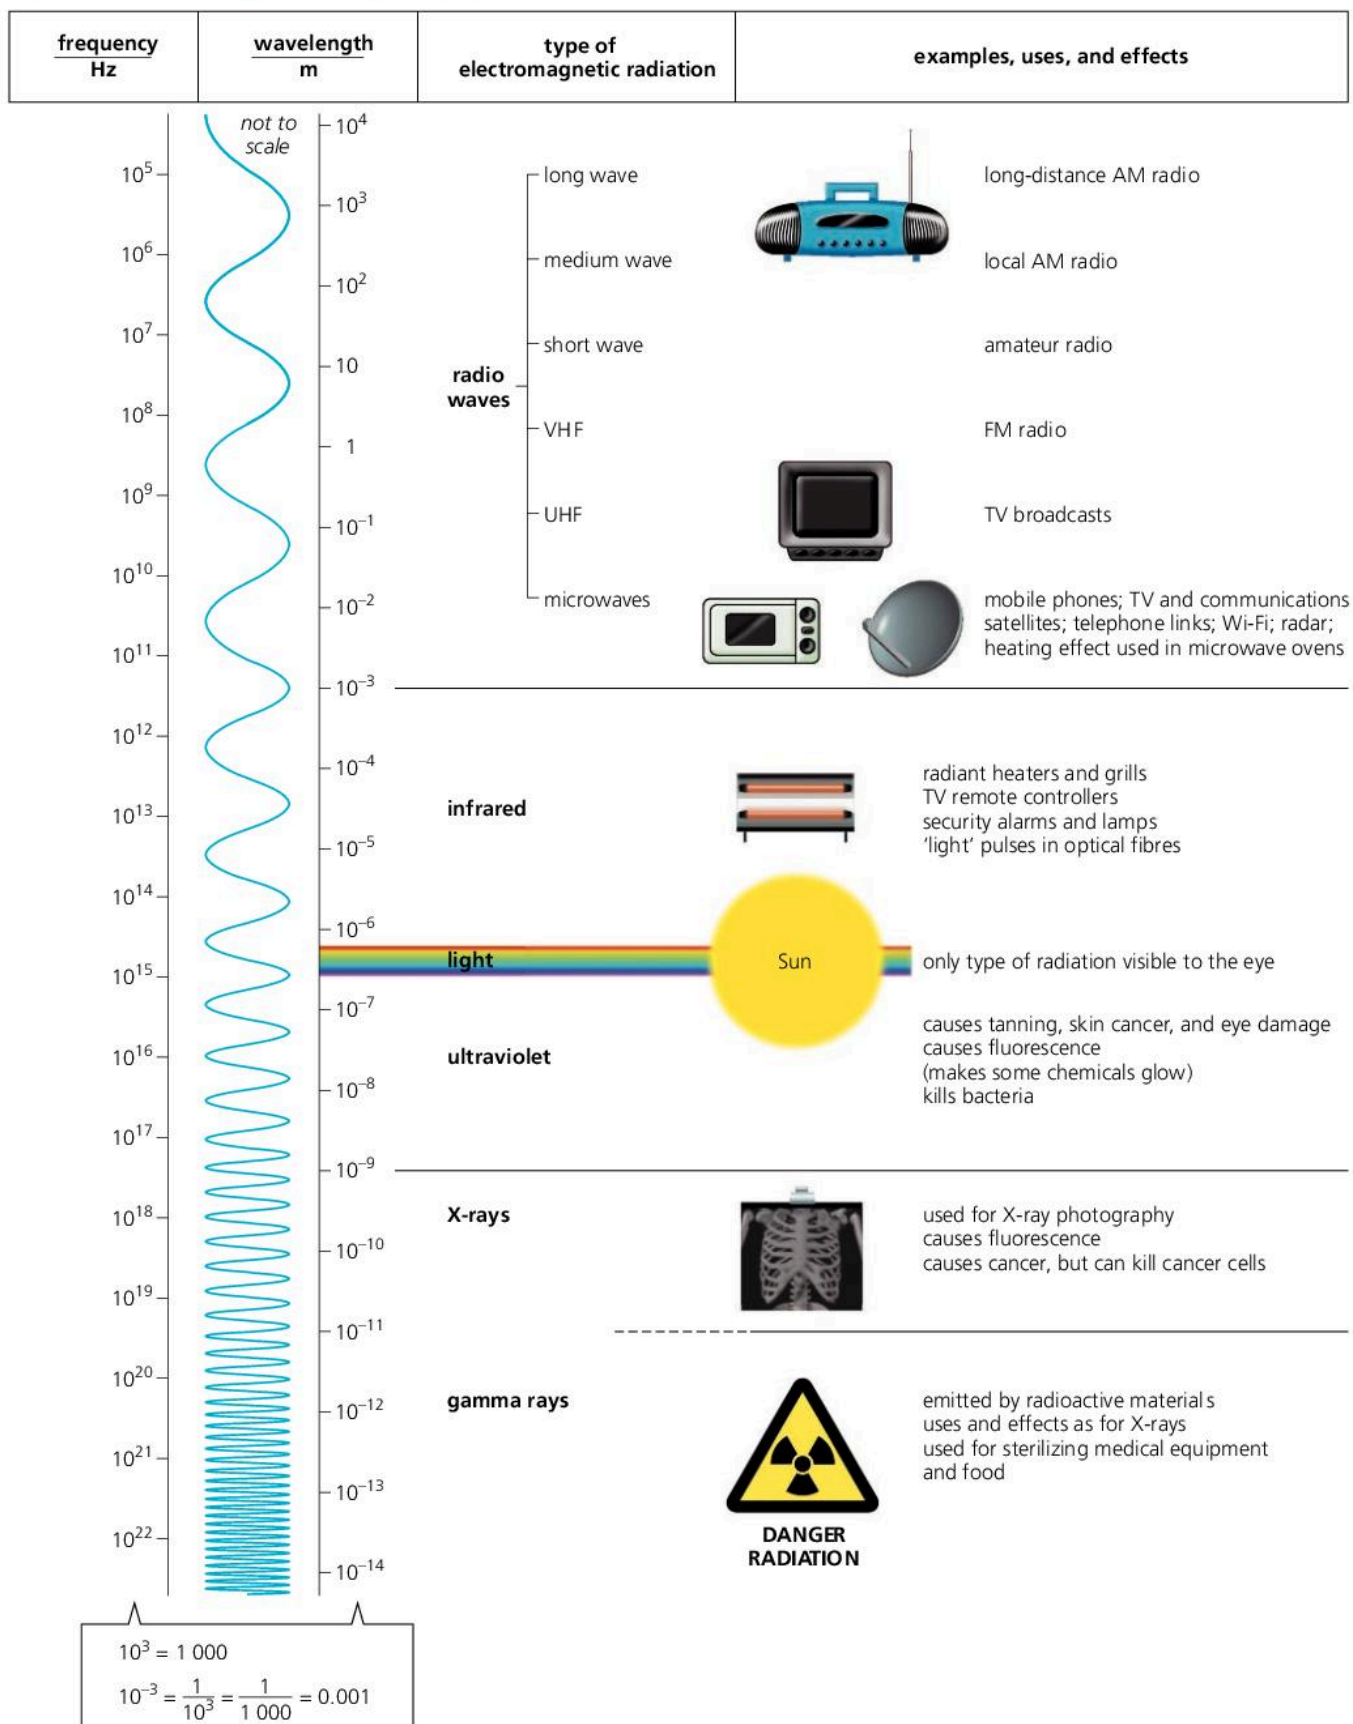 frequency
Hz
wavelength
m
type of
electromagnetic radiation
examples, uses, and effects
not to
scale
10⁵
10⁶
10⁷
10⁸
10⁹
10¹⁰
10¹¹
10¹²
10¹³
10¹⁴
10¹⁵
10¹⁶
10¹⁷
10¹⁸
10¹⁹
10²⁰
10²¹
10²²
10⁴
10³
10²
10
1
10⁻¹
10⁻²
10⁻³
10⁻⁴
10⁻⁵
10⁻⁶
10⁻⁷
10⁻⁸
10⁻⁹
10⁻¹⁰
10⁻¹¹
10⁻¹²
10⁻¹³
10⁻¹⁴
radio
waves
long wave
long-distance AM radio
medium wave
local AM radio
short wave
amateur radio
VHF
FM radio
UHF
TV broadcasts
microwaves
mobile phones; TV and communications
satellites; telephone links; Wi-Fi; radar;
heating effect used in microwave ovens
infrared
radiant heaters and grills
TV remote controllers
security alarms and lamps
‘light’ pulses in optical fibres
light
Sun
only type of radiation visible to the eye
ultraviolet
causes tanning, skin cancer, and eye damage
causes fluorescence
(makes some chemicals glow)
kills bacteria
X-rays
used for X-ray photography
causes fluorescence
causes cancer, but can kill cancer cells
gamma rays
emitted by radioactive materials
uses and effects as for X-rays
used for sterilizing medical equipment
and food
DANGER
RADIATION
10³ = 1 000
10⁻³ = 1/10³ = 1/1 000 = 0.001